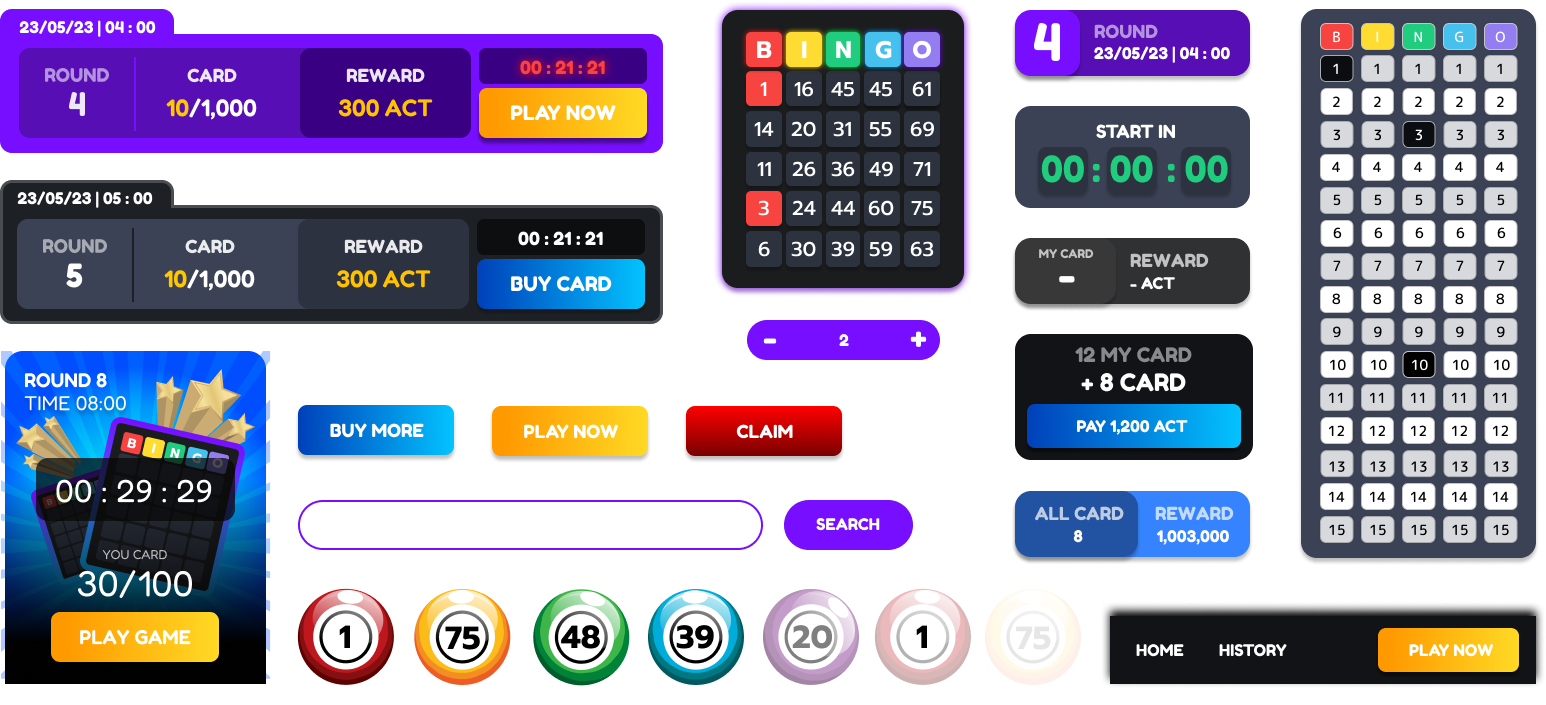 23/05/23 | 04 : 00
ROUND
4
CARD
10/1,000
REWARD
300 ACT
00 : 21 : 21
PLAY NOW
23/05/23 | 05 : 00
ROUND
5
CARD
10/1,000
REWARD
300 ACT
00 : 21 : 21
BUY CARD
ROUND 8
TIME 08:00
B I N G O
B
00 : 29 : 29
YOU CARD
30/100
PLAY GAME
B I N G O
1 16 45 45 61
14 20 31 55 69
11 26 36 49 71
3 24 44 60 75
6 30 39 59 63
- 2 +
BUY MORE
PLAY NOW
CLAIM
SEARCH
1 75 48 39 20 1 75
4
ROUND
23/05/23 | 04 : 00
START IN
00 : 00 : 00
MY CARD
-
REWARD
- ACT
12 MY CARD
+ 8 CARD
PAY 1,200 ACT
ALL CARD
8
REWARD
1,003,000
B I N G O
1 1 1 1 1
2 2 2 2 2
3 3 3 3 3
4 4 4 4 4
5 5 5 5 5
6 6 6 6 6
7 7 7 7 7
8 8 8 8 8
9 9 9 9 9
10 10 10 10 10
11 11 11 11 11
12 12 12 12 12
13 13 13 13 13
14 14 14 14 14
15 15 15 15 15
HOME HISTORY PLAY NOW